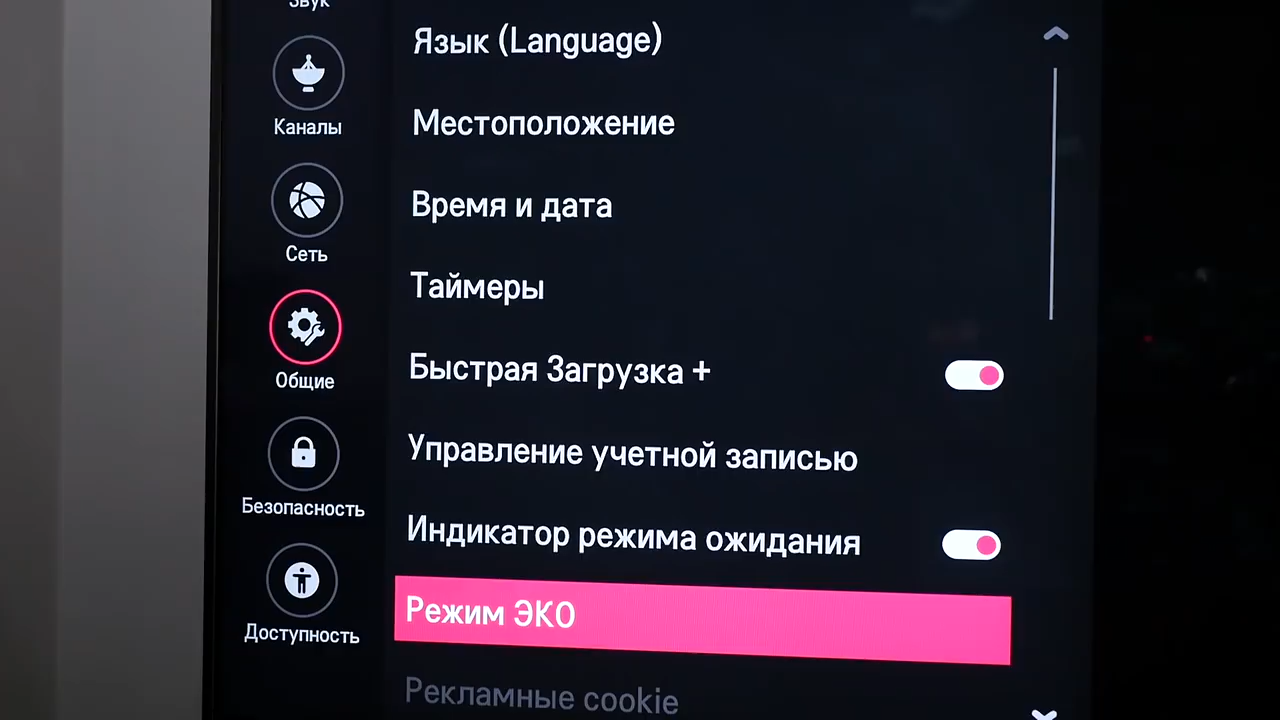 Звук
Каналы
Сеть
Общие
Безопасность
Доступность
Язык (Language)
Местоположение
Время и дата
Таймеры
Быстрая Загрузка +
Управление учетной записью
Индикатор режима ожидания
Режим ЭКО
Рекламные cookie